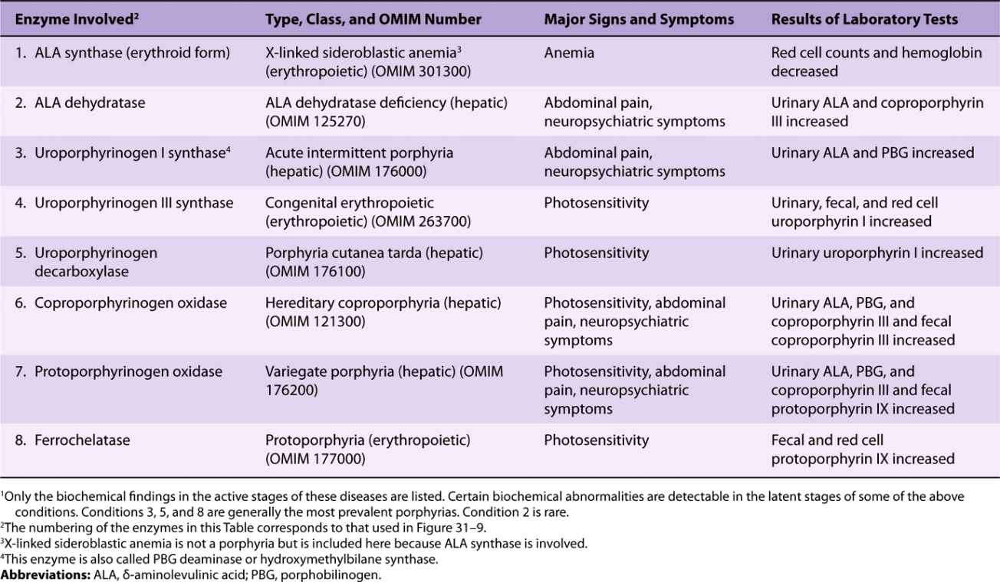 Enzyme Involved² Type, Class, and OMIM Number Major Signs and Symptoms Results of Laboratory Tests
1. ALA synthase (erythroid form) X-linked sideroblastic anemia³ Anemia Red cell counts and hemoglobin
(erythropoietic) (OMIM 301300) decreased
2. ALA dehydratase ALA dehydratase deficiency (hepatic) Abdominal pain, Urinary ALA and coproporphyrin
(OMIM 125270) neuropsychiatric symptoms III increased
3. Uroporphyrinogen I synthase⁴ Acute intermittent porphyria Abdominal pain, Urinary ALA and PBG increased
(hepatic) (OMIM 176000) neuropsychiatric symptoms
4. Uroporphyrinogen III synthase Congenital erythropoietic Photosensitivity Urinary, fecal, and red cell
(erythropoietic) (OMIM 263700) uroporphyrin I increased
5. Uroporphyrinogen Porphyria cutanea tarda (hepatic) Photosensitivity Urinary uroporphyrin I increased
decarboxylase (OMIM 176100)
6. Coproporphyrinogen oxidase Hereditary coproporphyria (hepatic) Photosensitivity, abdominal Urinary ALA, PBG, and
(OMIM 121300) pain, neuropsychiatric coproporphyrin III and fecal
symptoms coproporphyrin III increased
7. Protoporphyrinogen oxidase Variegate porphyria (hepatic) (OMIM Photosensitivity, abdominal Urinary ALA, PBG, and
176200) pain, neuropsychiatric coproporphyrin III and fecal
symptoms protoporphyrin IX increased
8. Ferrochelatase Protoporphyria (erythropoietic) Photosensitivity Fecal and red cell
(OMIM 177000) protoporphyrin IX increased
¹Only the biochemical findings in the active stages of these diseases are listed. Certain biochemical abnormalities are detectable in the latent stages of some of the above
conditions. Conditions 3, 5, and 8 are generally the most prevalent porphyrias. Condition 2 is rare.
²The numbering of the enzymes in this Table corresponds to that used in Figure 31–9.
³X-linked sideroblastic anemia is not a porphyria but is included here because ALA synthase is involved.
⁴This enzyme is also called PBG deaminase or hydroxymethylbilane synthase.
Abbreviations: ALA, δ-aminolevulinic acid; PBG, porphobilinogen.